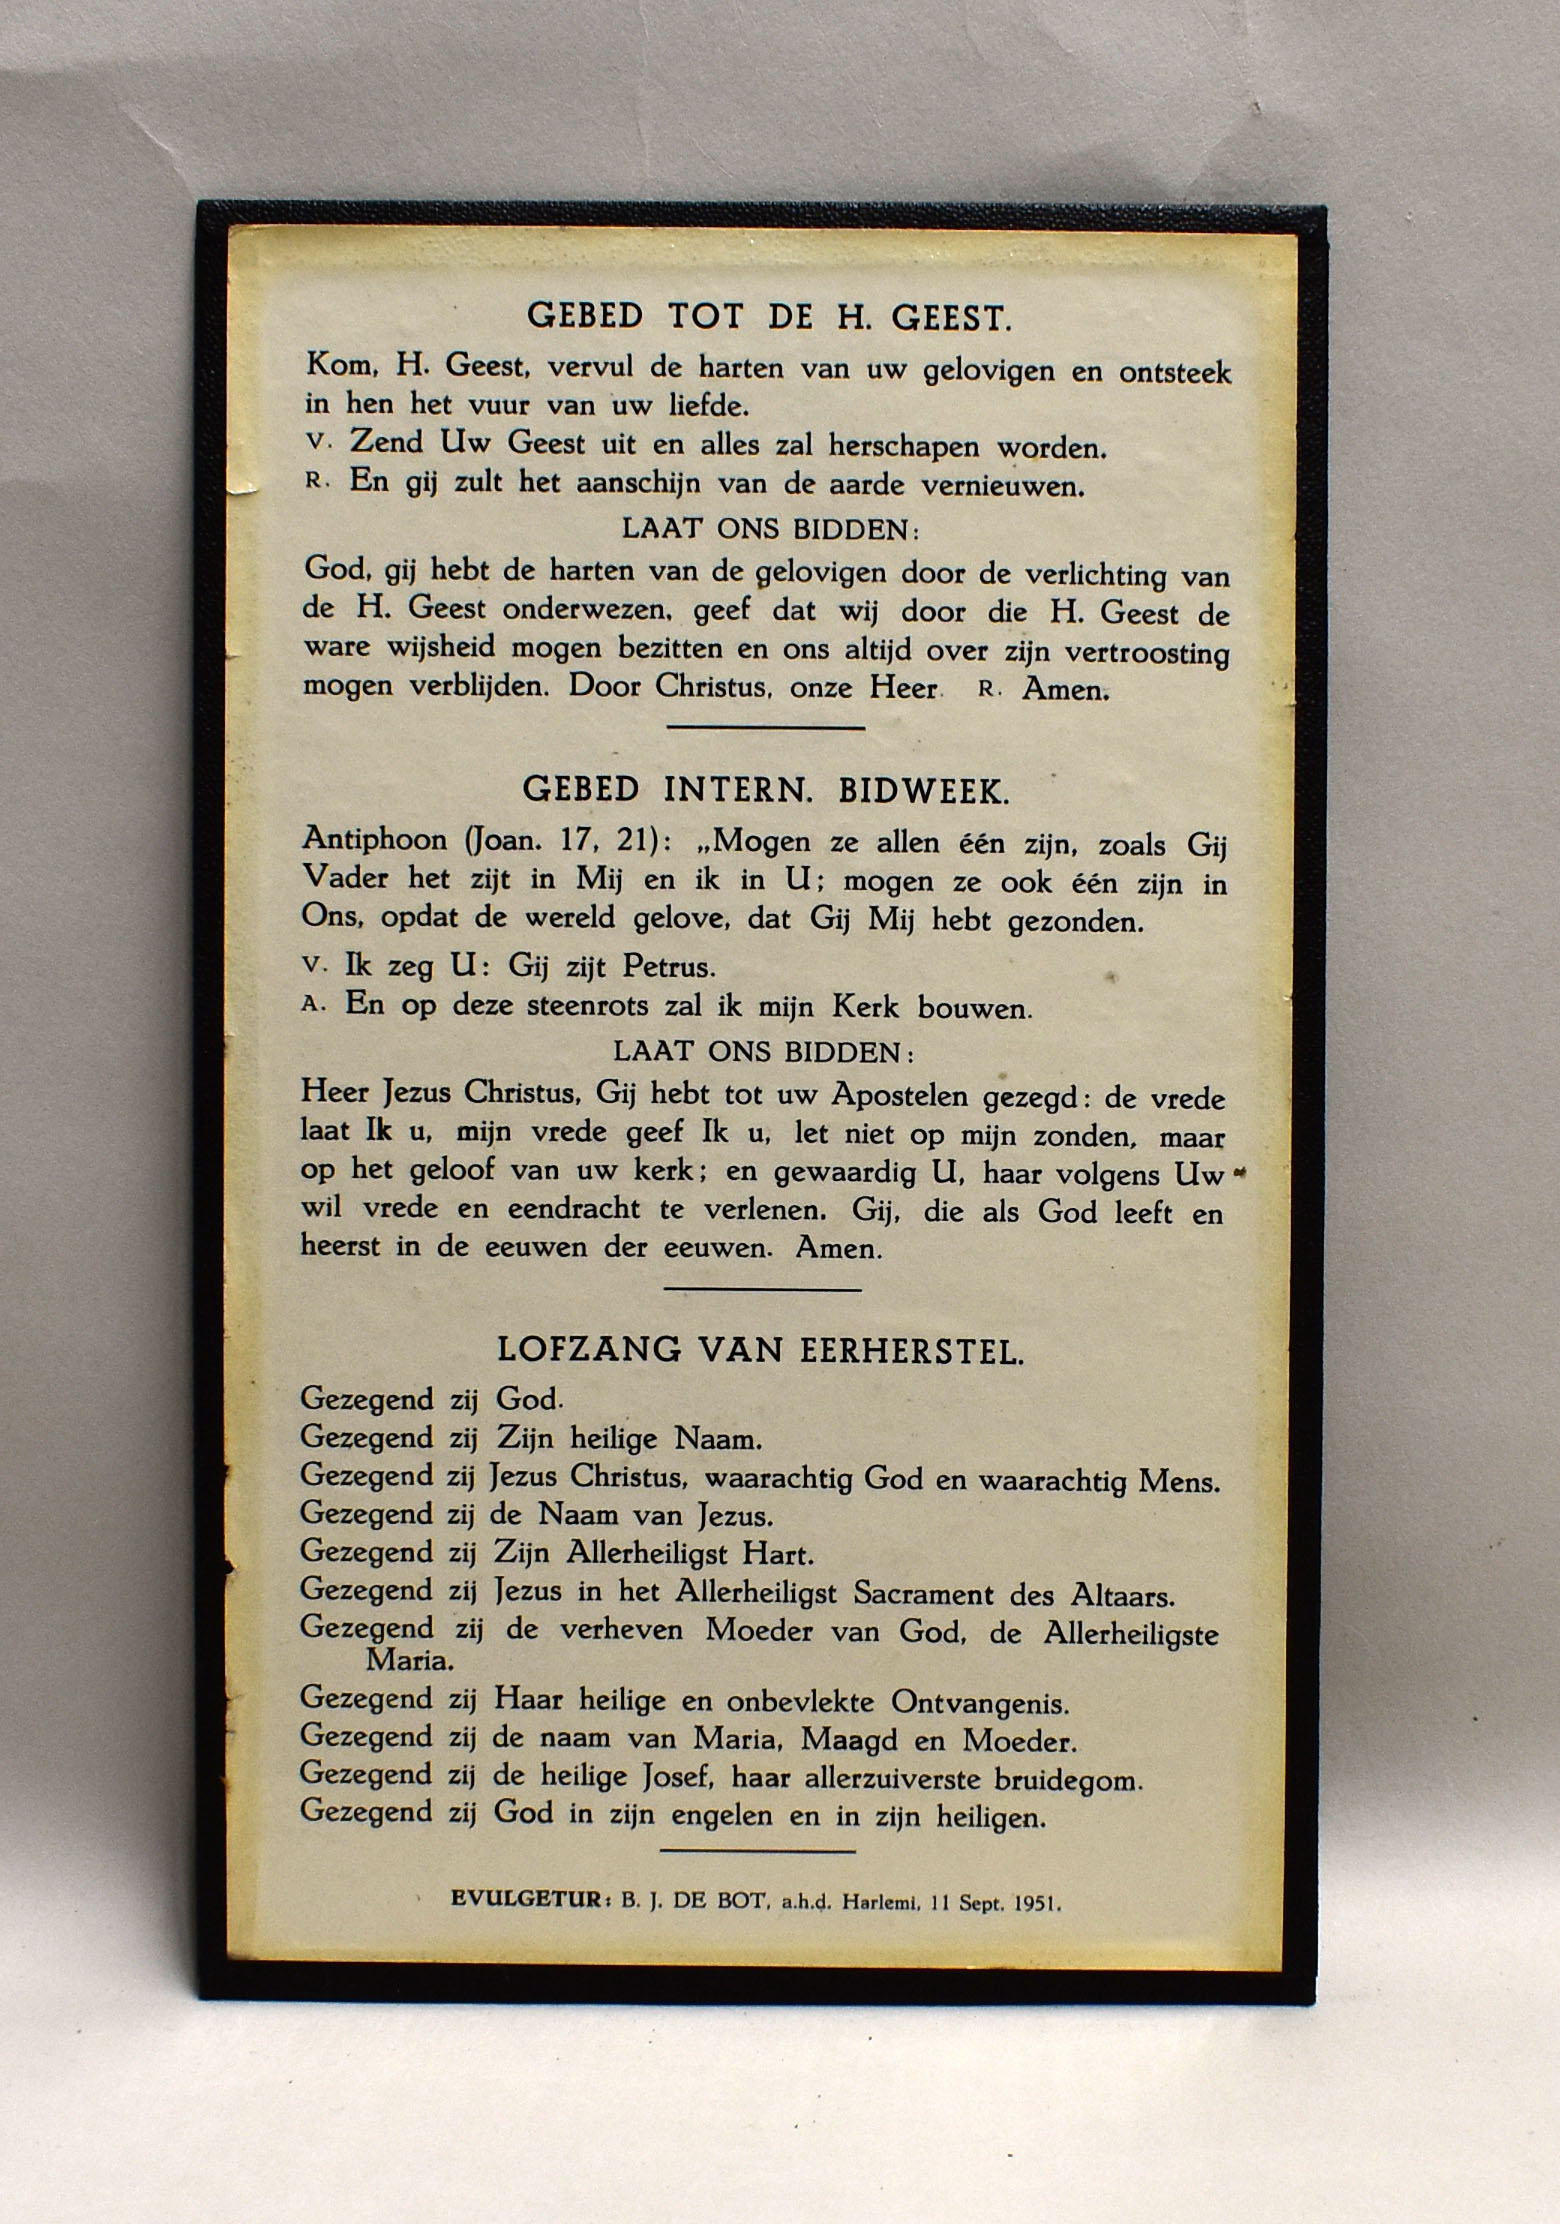 GEBED TOT DE H. GEEST.
Kom, H. Geest, vervul de harten van uw gelovigen en ontsteek
in hen het vuur van uw liefde.
V. Zend Uw Geest uit en alles zal herschapen worden.
R. En gij zult het aanschijn van de aarde vernieuwen.
LAAT ONS BIDDEN:
God, gij hebt de harten van de gelovigen door de verlichting van
de H. Geest onderwezen, geef dat wij door die H. Geest de
ware wijsheid mogen bezitten en ons altijd over zijn vertroosting
mogen verblijden. Door Christus, onze Heer. R. Amen.
GEBED INTERN. BIDWEEK.
Antiphoon (Joan. 17, 21): „Mogen ze allen één zijn, zoals Gij
Vader het zijt in Mij en ik in U; mogen ze ook één zijn in
Ons, opdat de wereld gelove, dat Gij Mij hebt gezonden.
V. Ik zeg U: Gij zijt Petrus.
A. En op deze steenrots zal ik mijn Kerk bouwen.
LAAT ONS BIDDEN:
Heer Jezus Christus, Gij hebt tot uw Apostelen gezegd: de vrede
laat Ik u, mijn vrede geef Ik u, let niet op mijn zonden, maar
op het geloof van uw kerk; en gewaardig U, haar volgens Uw
wil vrede en eendracht te verlenen. Gij, die als God leeft en
heerst in de eeuwen der eeuwen. Amen.
LOFZANG VAN EERHERSTEL.
Gezegend zij God.
Gezegend zij Zijn heilige Naam.
Gezegend zij Jezus Christus, waarachtig God en waarachtig Mens.
Gezegend zij de Naam van Jezus.
Gezegend zij Zijn Allerheiligst Hart.
Gezegend zij Jezus in het Allerheiligst Sacrament des Altaars.
Gezegend zij de verheven Moeder van God, de Allerheiligste
Maria.
Gezegend zij Haar heilige en onbevlekte Ontvangenis.
Gezegend zij de naam van Maria, Maagd en Moeder.
Gezegend zij de heilige Josef, haar allerzuiverste bruidegom.
Gezegend zij God in zijn engelen en in zijn heiligen.
EVULGETUR: B. J. DE BOT, a.h.d. Harlemi, 11 Sept. 1951.